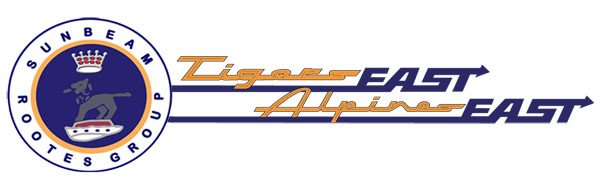 SUNBEAM
ROOTES GROUP
Tigers EAST
Alpines EAST